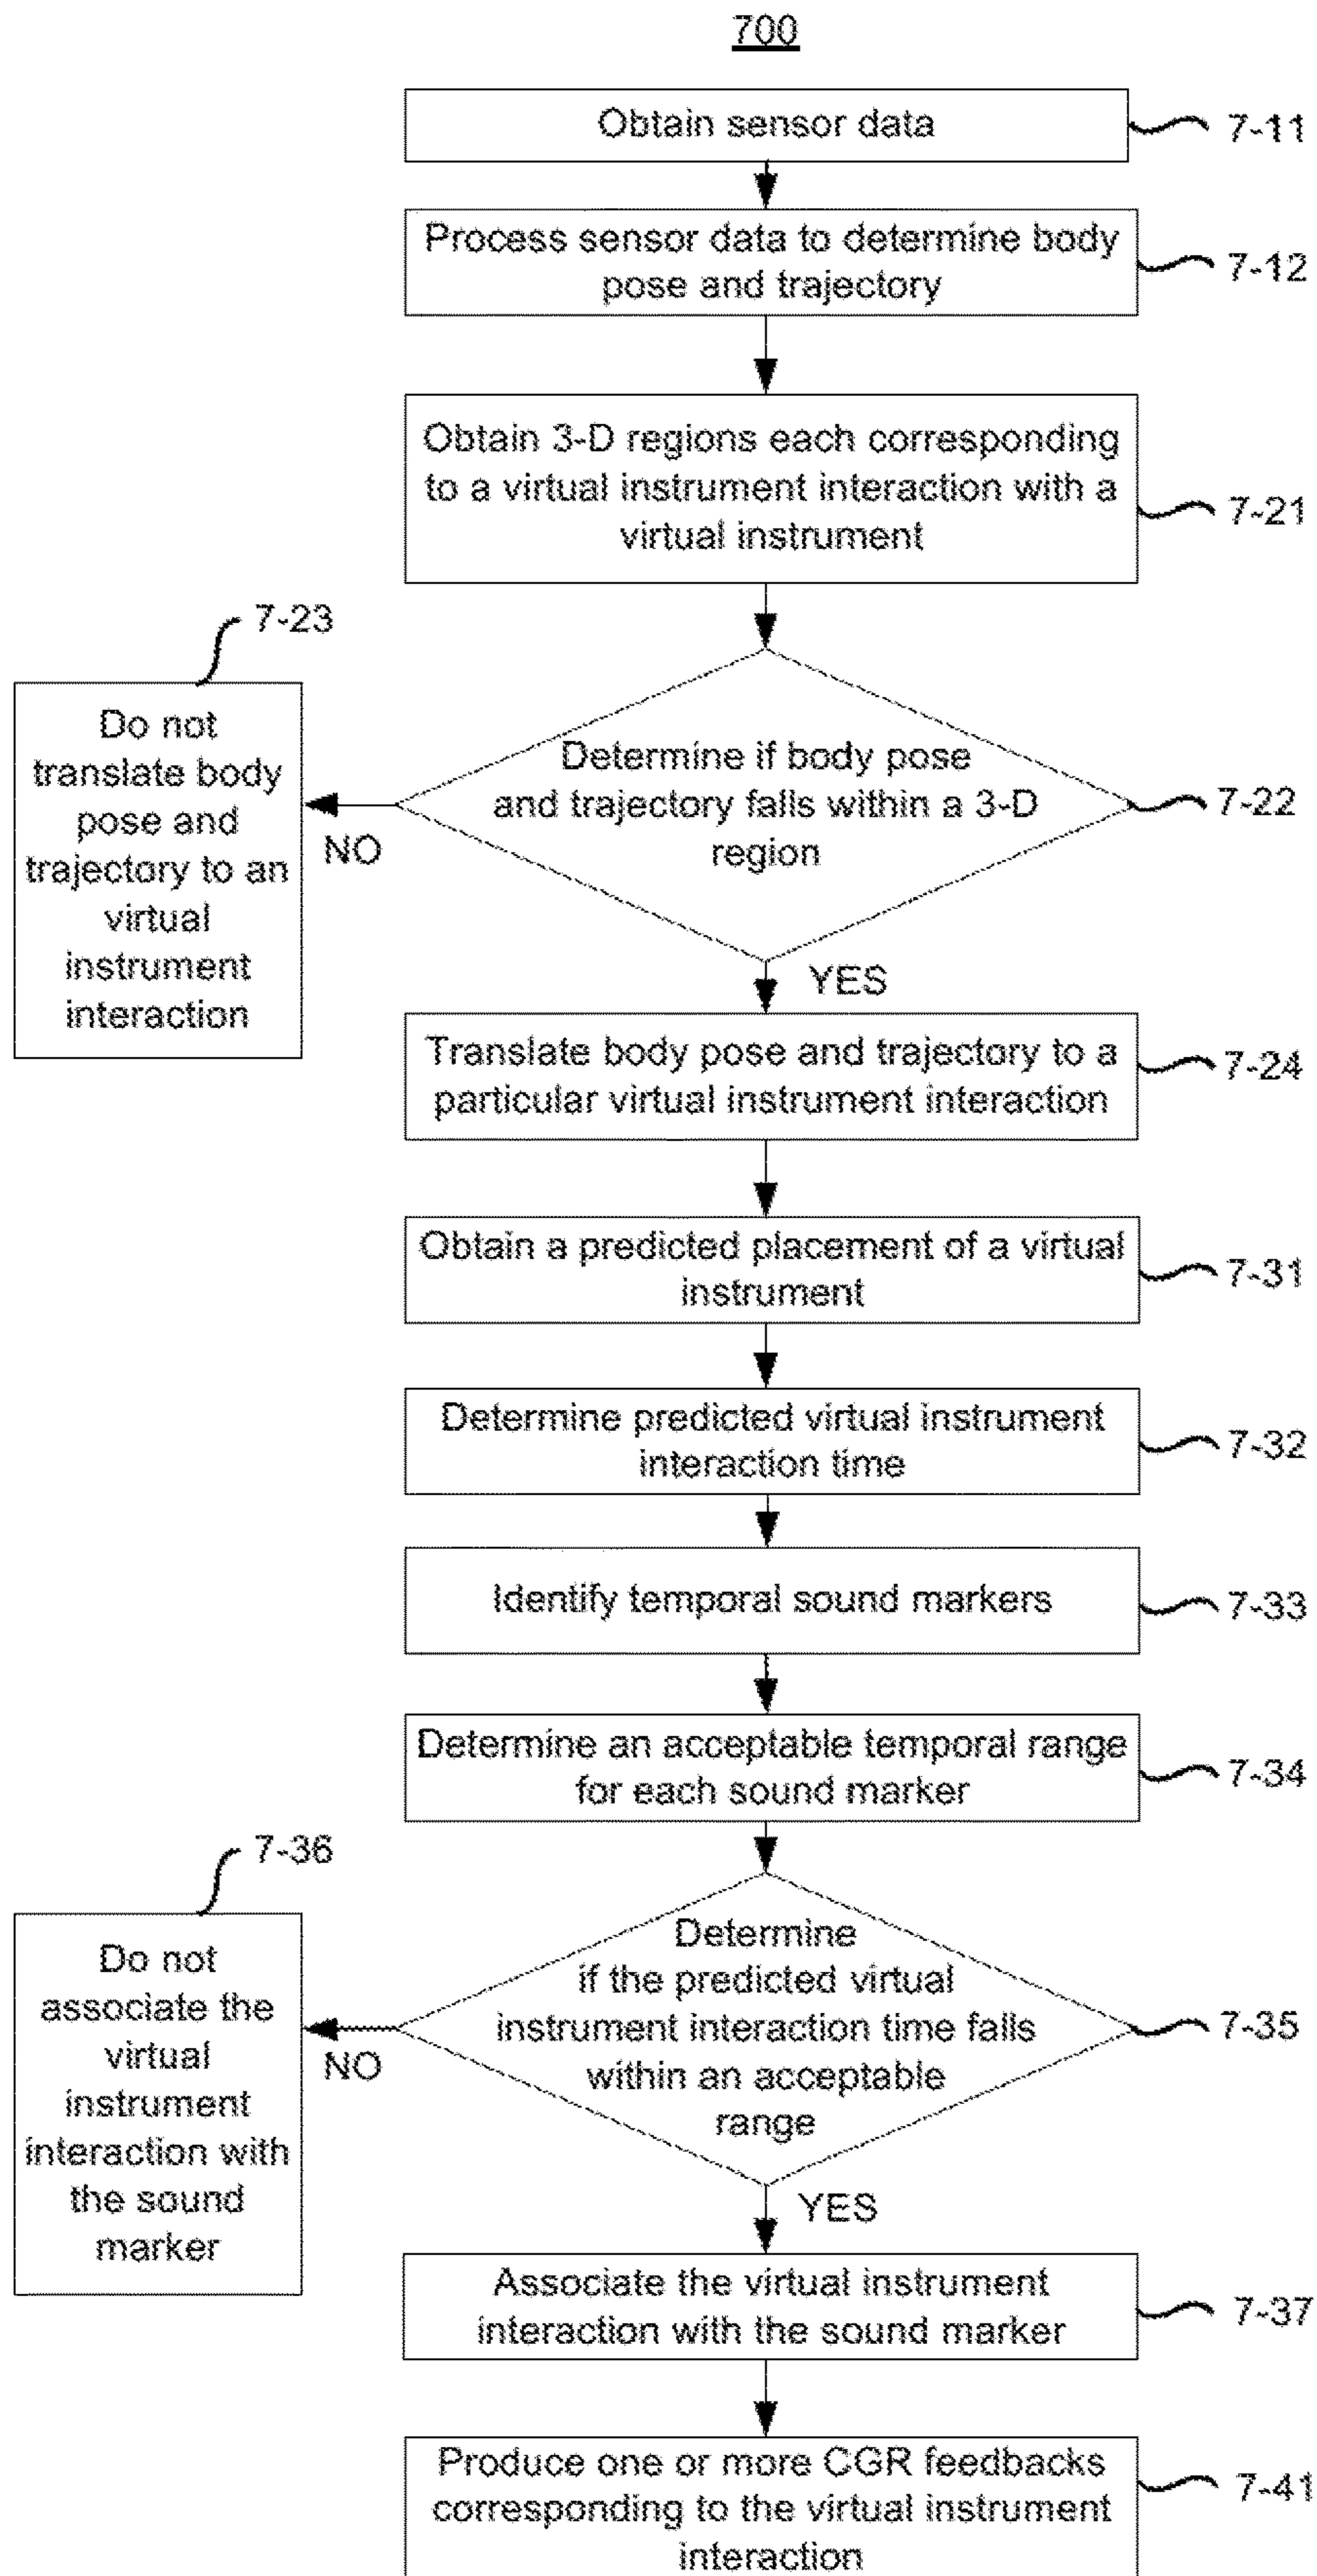 700
Obtain sensor data
7-11
Process sensor data to determine body
pose and trajectory
7-12
Obtain 3-D regions each corresponding
to a virtual instrument interaction with a
virtual instrument
7-21
7-23
Do not
translate body
pose and
trajectory to an
virtual
instrument
interaction
NO
Determine if body pose
and trajectory falls within a 3-D
region
7-22
YES
Translate body pose and trajectory to a
particular virtual instrument interaction
7-24
Obtain a predicted placement of a virtual
instrument
7-31
Determine predicted virtual instrument
interaction time
7-32
Identify temporal sound markers
7-33
Determine an acceptable temporal range
for each sound marker
7-34
7-36
Do not
associate the
virtual
instrument
interaction with
the sound
marker
NO
Determine
if the predicted virtual
instrument interaction time falls
within an acceptable
range
7-35
YES
Associate the virtual instrument
interaction with the sound marker
7-37
Produce one or more CGR feedbacks
corresponding to the virtual instrument
interaction
7-41